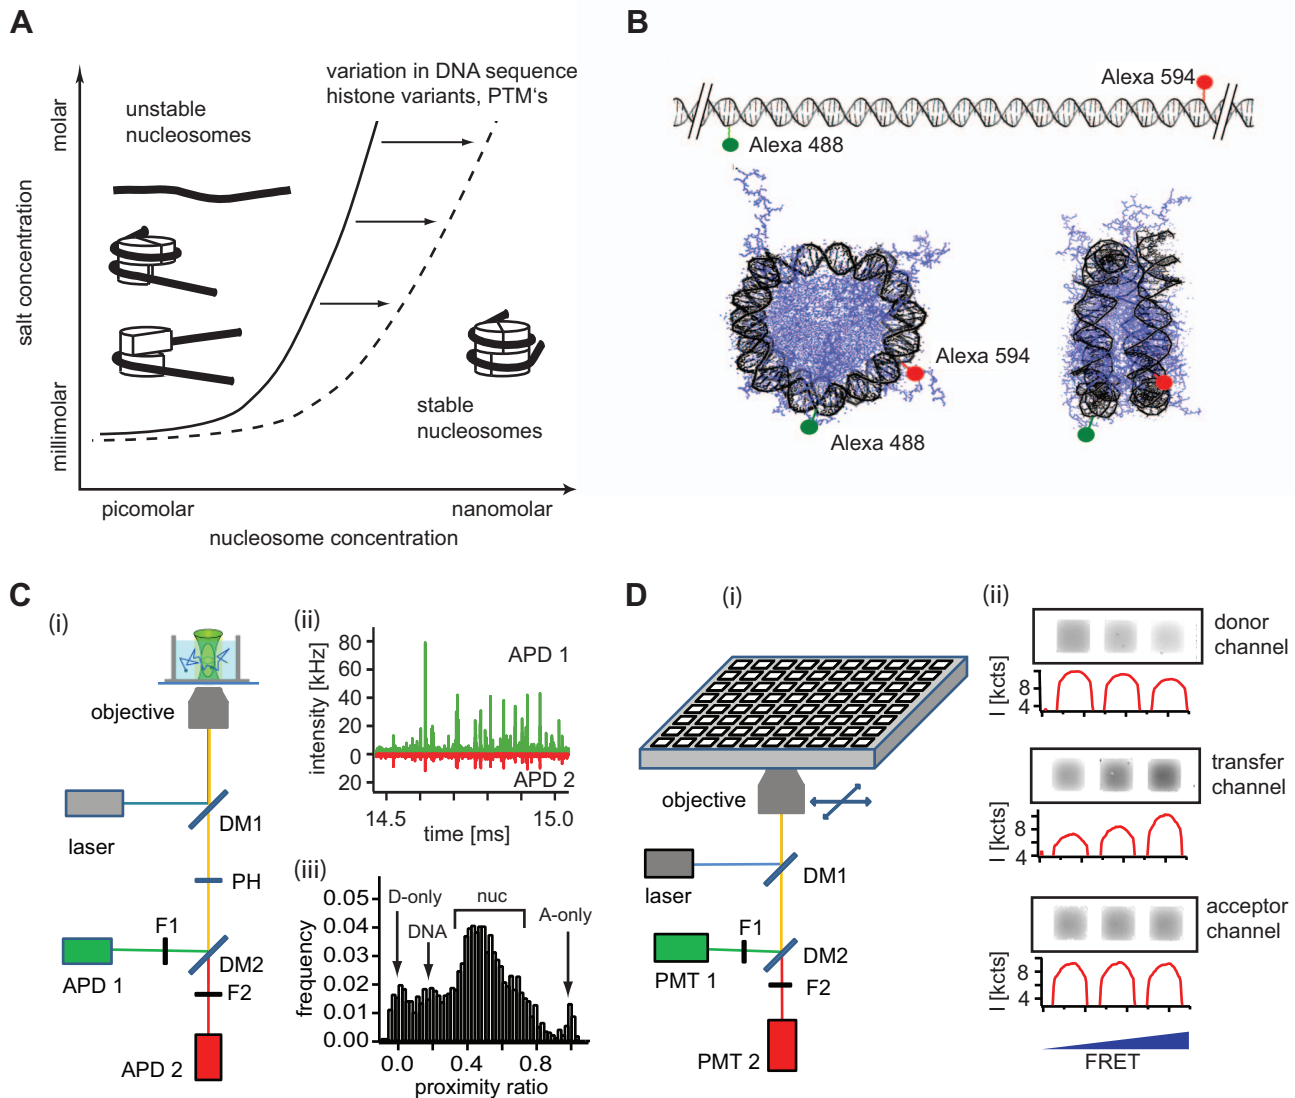 A
variation in DNA sequence
histone variants, PTM's
unstable
nucleosomes
molar
salt concentration
millimolar
stable
nucleosomes
picomolar
nanomolar
nucleosome concentration
B
Alexa 594
Alexa 488
Alexa 594
Alexa 488
C
(i)
objective
laser
DM1
PH
F1
DM2
APD 1
F2
APD 2
(ii)
80
60
40
20
0
20
intensity [kHz]
APD 1
APD 2
14.5
15.0
time [ms]
(iii)
0.05
0.04
0.03
0.02
0.01
0.00
frequency
D-only
nuc
DNA
A-only
0.0
0.4
0.8
proximity ratio
D
(i)
objective
laser
DM1
F1
PMT 1
DM2
F2
PMT 2
(ii)
donor
channel
I [kcts]
8
4
transfer
channel
I [kcts]
8
4
acceptor
channel
I [kcts]
8
4
FRET